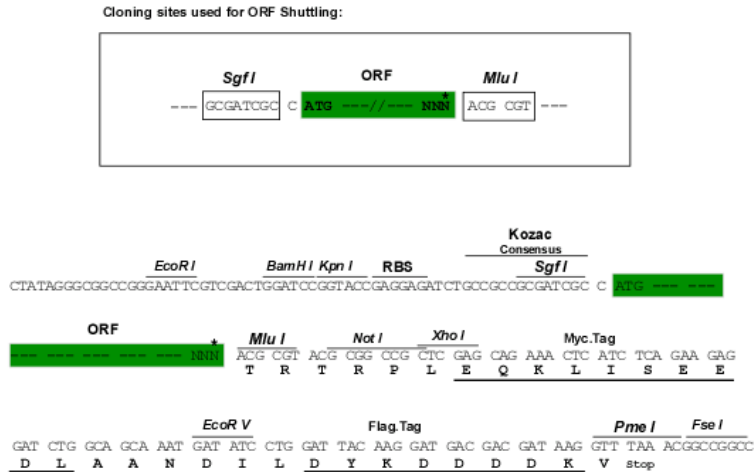 Cloning sites used for ORF Shuttling:
Sgf I ORF Mlu I
--- GCGATCGC C ATG ---//--- NNN* ACG CGT ---
Kozac
Consensus
EcoR I BamH I Kpn I RBS Sgf I
CTATAGGGCGGCCGGGAATTCGTCGACTGGATCCGGTACCGAGGAGATCTGCCGCCGCGATCGC C ATG --- ---
ORF Mlu I Not I Xho I Myc.Tag
--- --- --- --- --- NNN* ACG CGT ACG CGG CCG CTC GAG CAG AAA CTC ATC TCA GAA GAG
T R T R P L E Q K L I S E E
EcoR V Flag.Tag Pme I Fse I
GAT CTG GCA GCA AAT GAT ATC CTG GAT TAC AAG GAT GAC GAC GAT AAG GTT TAA ACGGCCGGCC
D L A A N D I L D Y K D D D D K V Stop